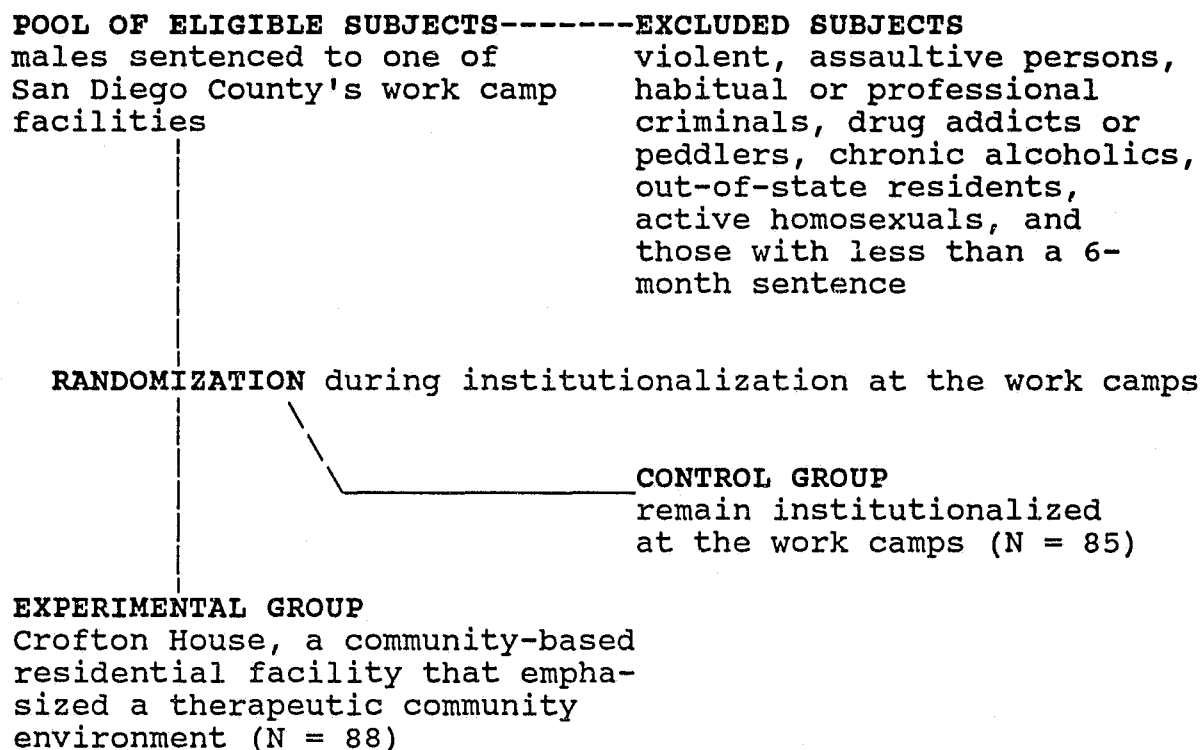 POOL OF ELIGIBLE SUBJECTS-------EXCLUDED SUBJECTS
males sentenced to one of
San Diego County's work camp
facilities
violent, assaultive persons,
habitual or professional
criminals, drug addicts or
peddlers, chronic alcoholics,
out-of-state residents,
active homosexuals, and
those with less than a 6-
month sentence
RANDOMIZATION during institutionalization at the work camps
CONTROL GROUP
remain institutionalized
at the work camps (N = 85)
EXPERIMENTAL GROUP
Crofton House, a community-based
residential facility that empha-
sized a therapeutic community
environment (N = 88)